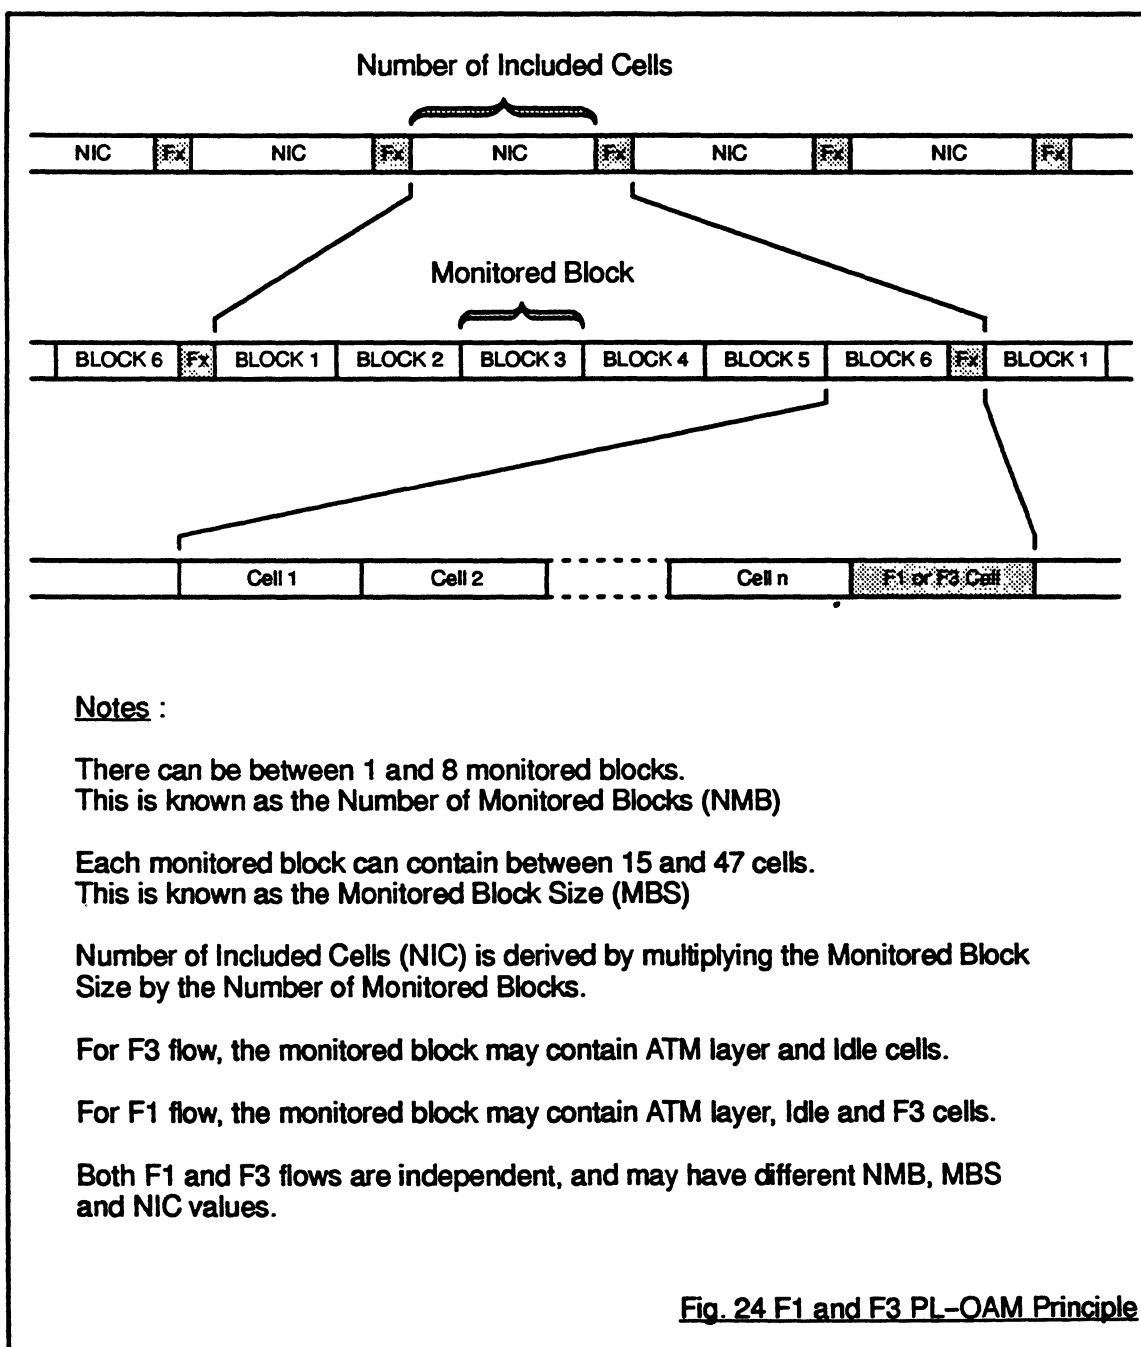 Number of Included Cells
NIC Fx NIC Fx NIC Fx NIC Fx NIC Fx
Monitored Block
BLOCK 6 Fx BLOCK 1 BLOCK 2 BLOCK 3 BLOCK 4 BLOCK 5 BLOCK 6 Fx BLOCK 1
Cell 1 Cell 2 Cell n F1 or F3 Cell
Notes :
There can be between 1 and 8 monitored blocks.
This is known as the Number of Monitored Blocks (NMB)
Each monitored block can contain between 15 and 47 cells.
This is known as the Monitored Block Size (MBS)
Number of Included Cells (NIC) is derived by multiplying the Monitored Block
Size by the Number of Monitored Blocks.
For F3 flow, the monitored block may contain ATM layer and Idle cells.
For F1 flow, the monitored block may contain ATM layer, Idle and F3 cells.
Both F1 and F3 flows are independent, and may have different NMB, MBS
and NIC values.
Fig. 24 F1 and F3 PL-OAM Principle